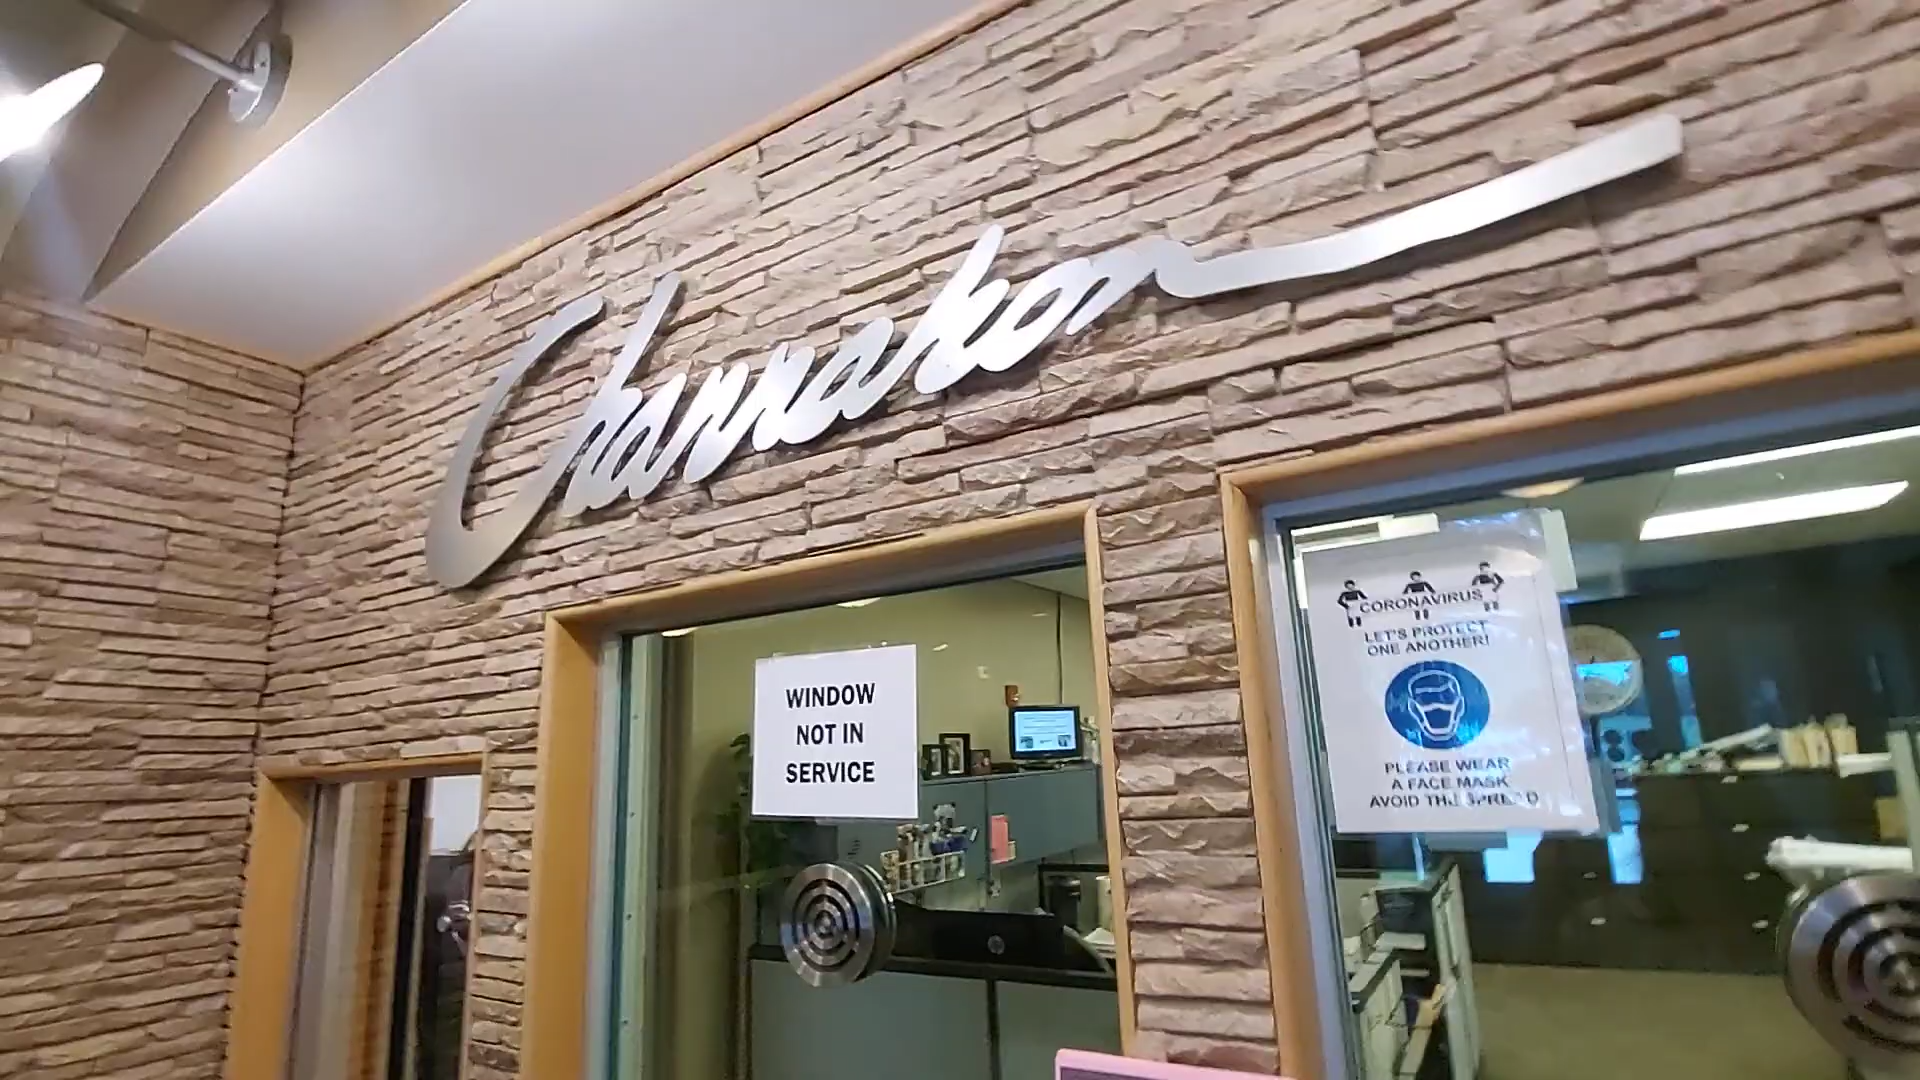 Channahon
WINDOW
NOT IN
SERVICE
CORONAVIRUS
LET'S PROTECT
ONE ANOTHER!
PLEASE WEAR
A FACE MASK
AVOID THE SPREAD